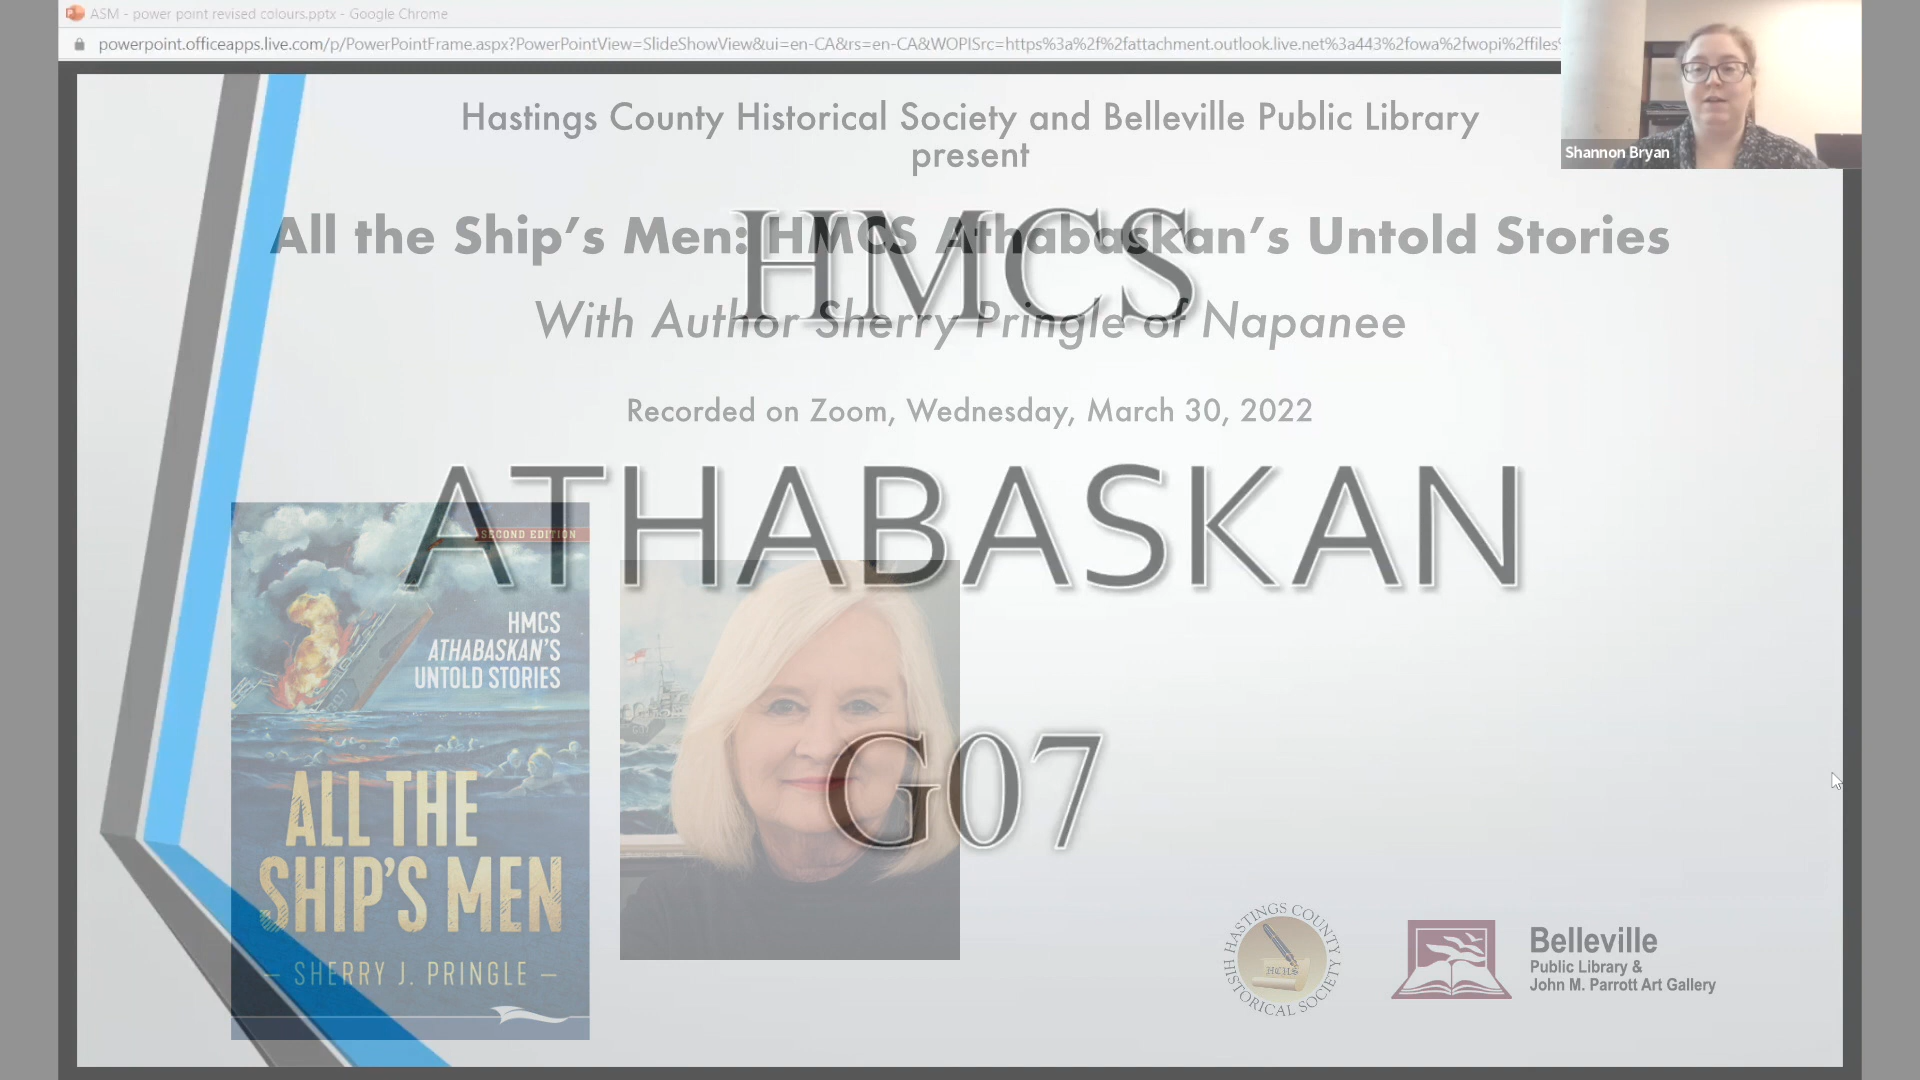 ASM - power point revised colours.pptx - Google Chrome
powerpoint.officeapps.live.com/p/PowerPointFrame.aspx?PowerPointView=SlideShowView&ui=en-CA&rs=en-CA&WOPISrc=https%3a%2f%2fattachment.outlook.live.net%3a443%2fowa%2fwopi%2ffiles%
Shannon Bryan
Hastings County Historical Society and Belleville Public Library
present
All the Ship's Men: HMCS Athabaskan's Untold Stories
HMCS
With Author Sherry Pringle of Napanee
Recorded on Zoom, Wednesday, March 30, 2022
ATHABASKAN
G07
SECOND EDITION
HMCS
ATHABASKAN'S
UNTOLD STORIES
ALL THE
SHIP'S MEN
– SHERRY J. PRINGLE –
HASTINGS COUNTY
HISTORICAL SOCIETY
HCHS
Belleville
Public Library &
John M. Parrott Art Gallery